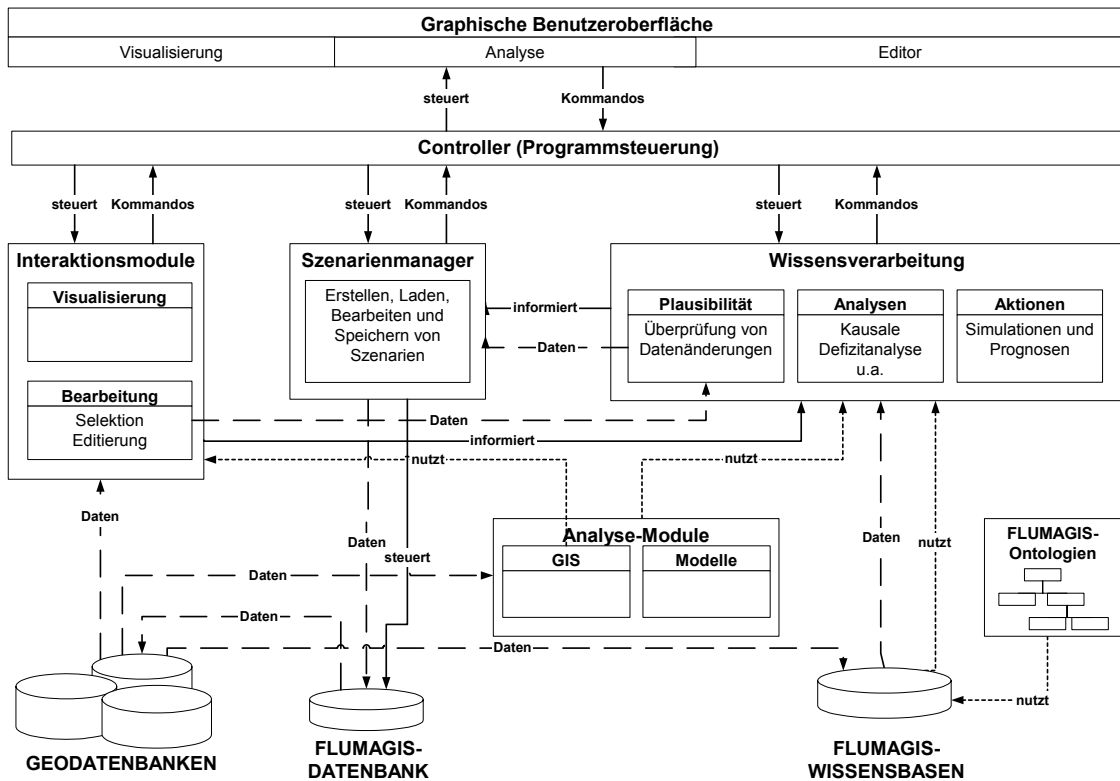 Graphische Benutzeroberfläche
Visualisierung
Analyse
Editor
steuert
Kommandos
Controller (Programmsteuerung)
steuert
Kommandos
steuert
Kommandos
steuert
Kommandos
Interaktionsmodule
Visualisierung
Bearbeitung
Selektion
Editierung
Szenarienmanager
Erstellen, Laden,
Bearbeiten und
Speichern von
Szenarien
informiert
Daten
Wissensverarbeitung
Plausibilität
Überprüfung von
Datenänderungen
Analysen
Kausale
Defizitanalyse
u.a.
Aktionen
Simulationen und
Prognosen
Daten
informiert
nutzt
nutzt
Daten
Daten
steuert
Analyse-Module
GIS
Modelle
Daten
nutzt
FLUMAGIS-
Ontologien
Daten
Daten
Daten
nutzt
GEODATENBANKEN
FLUMAGIS-
DATENBANK
FLUMAGIS-
WISSENSBASEN